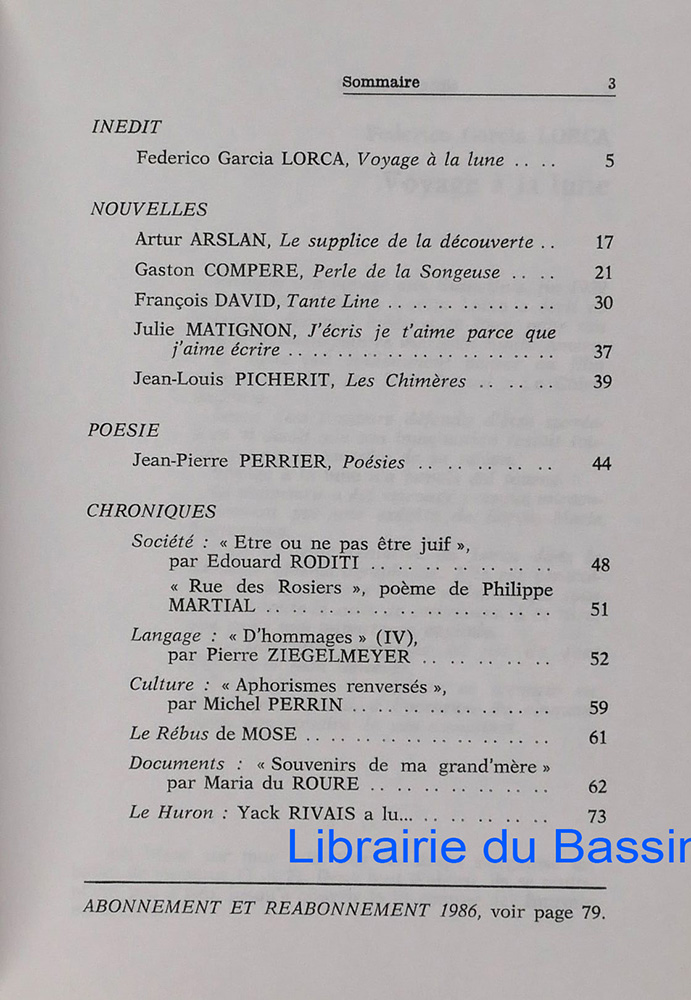 Sommaire 3
INEDIT
Federico Garcia LORCA, Voyage à la lune .... 5
NOUVELLES
Artur ARSLAN, Le supplice de la découverte .. 17
Gaston COMPERE, Perle de la Songeuse .... 21
François DAVID, Tante Line ............. 30
Julie MATIGNON, J'écris je t'aime parce que
j'aime écrire ..................... 37
Jean-Louis PICHERIT, Les Chimères ...... 39
POESIE
Jean-Pierre PERRIER, Poésies .......... 44
CHRONIQUES
Société : « Etre ou ne pas être juif »,
par Edouard RODITI .............. 48
« Rue des Rosiers », poème de Philippe
MARTIAL ...................... 51
Langage : « D'hommages » (IV),
par Pierre ZIEGELMEYER .......... 52
Culture : « Aphorismes renversés »,
par Michel PERRIN ............... 59
Le Rébus de MOSE ................... 61
Documents : « Souvenirs de ma grand'mère »
par Maria du ROURE .............. 62
Le Huron : Yack RIVAIS a lu... .......... 73
Librairie du Bassin
ABONNEMENT ET REABONNEMENT 1986, voir page 79.